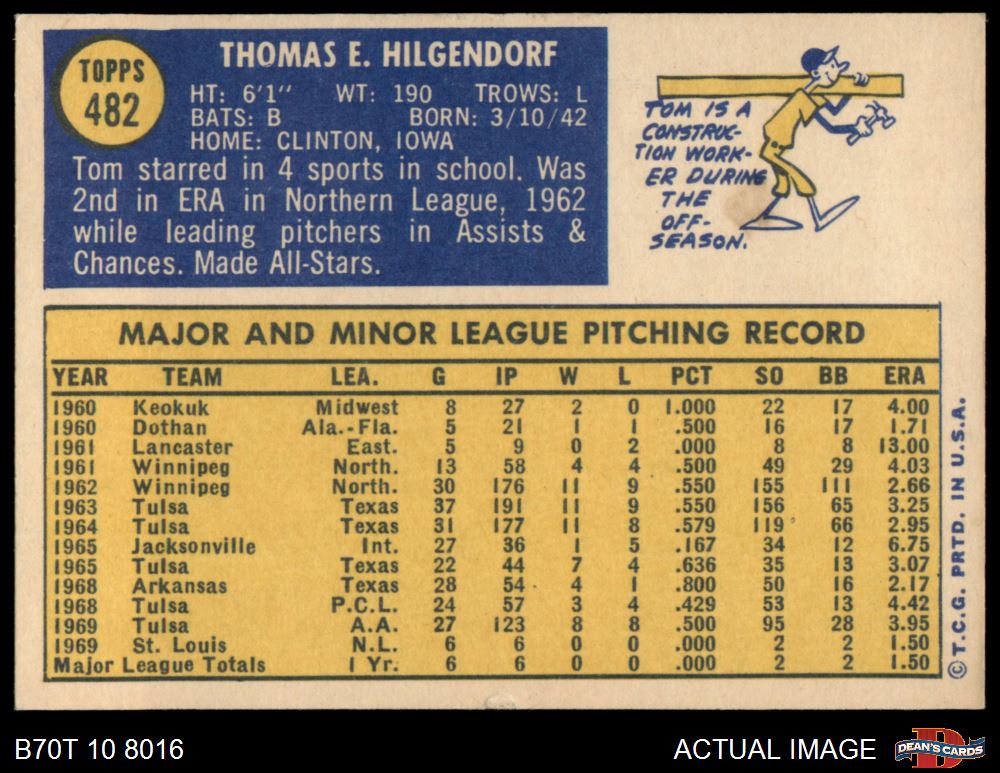 TOPPS
482
THOMAS E. HILGENDORF
HT: 6'1" WT: 190 TROWS: L
BATS: B BORN: 3/10/42
HOME: CLINTON, IOWA
Tom starred in 4 sports in school. Was
2nd in ERA in Northern League, 1962
while leading pitchers in Assists &
Chances. Made All-Stars.
TOM IS A
CONSTRUC-
TION WORK-
ER DURING
THE
OFF-
SEASON.
MAJOR AND MINOR LEAGUE PITCHING RECORD
YEAR TEAM LEA. G IP W L PCT SO BB ERA
1960 Keokuk Midwest 8 27 2 0 1.000 22 17 4.00
1960 Dothan Ala.-Fla. 5 21 1 1 .500 16 17 1.71
1961 Lancaster East. 5 9 0 2 .000 8 8 13.00
1961 Winnipeg North. 13 58 4 4 .500 49 29 4.03
1962 Winnipeg North. 30 176 11 9 .550 155 111 2.66
1963 Tulsa Texas 37 191 11 9 .550 156 65 3.25
1964 Tulsa Texas 31 177 11 8 .579 119 66 2.95
1965 Jacksonville Int. 27 36 1 5 .167 34 12 6.75
1965 Tulsa Texas 22 44 7 4 .636 35 13 3.07
1968 Arkansas Texas 28 54 4 1 .800 50 16 2.17
1968 Tulsa P.C.L. 24 57 3 4 .429 53 13 4.42
1969 Tulsa A.A. 27 123 8 8 .500 95 28 3.95
1969 St. Louis N.L. 6 6 0 0 .000 2 2 1.50
Major League Totals 1 Yr. 6 6 0 0 .000 2 2 1.50
© T.C.G. PRTD. IN U.S.A.
B70T 10 8016 ACTUAL IMAGE
DEAN'S CARDS